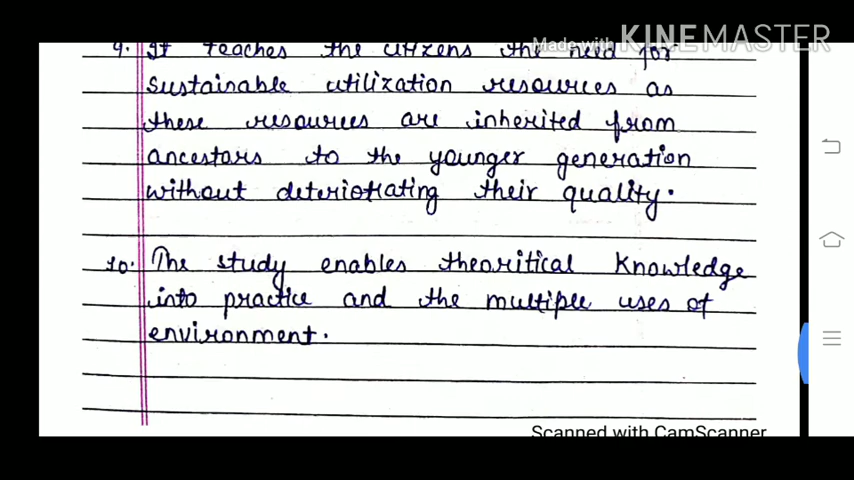 Made with KINEMASTER
9. It teaches the citizens the need for
sustainable utilization resources as
these resources are inherited from
ancestars to the younger generation
without deteriotrating their quality.
10. The study enables theoritical knowledge
into practice and the multiple uses of
environment.
Scanned with CamScanner